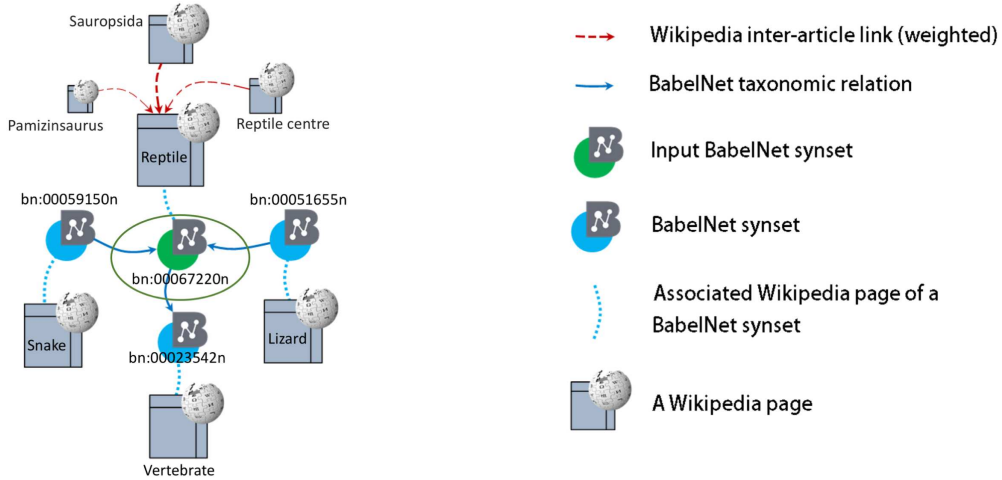 Sauropsida
Pamizinsaurus
Reptile centre
Reptile
bn:00059150n
bn:00051655n
bn:00067220n
Snake
Lizard
bn:00023542n
Vertebrate
Wikipedia inter-article link (weighted)
BabelNet taxonomic relation
Input BabelNet synset
BabelNet synset
Associated Wikipedia page of a
BabelNet synset
A Wikipedia page